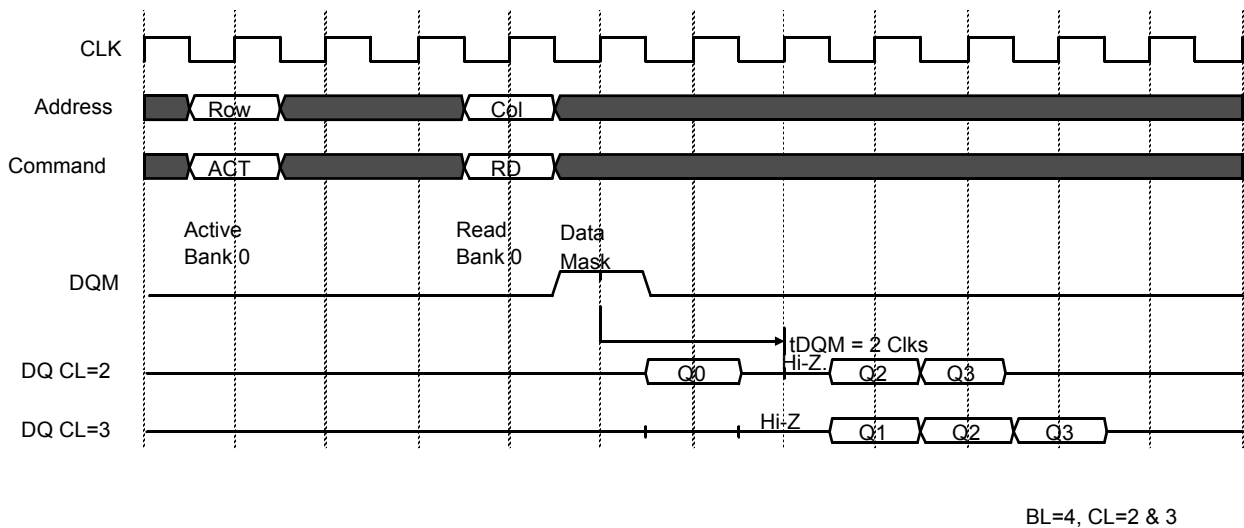 CLK
Address Row Col
Command ACT RD
Active Read Data
Bank 0 Bank 0 Mask
DQM
tDQM = 2 Clks
Hi-Z.
DQ CL=2 Q0 Q2 Q3
DQ CL=3 Hi-Z Q1 Q2 Q3
BL=4, CL=2 & 3